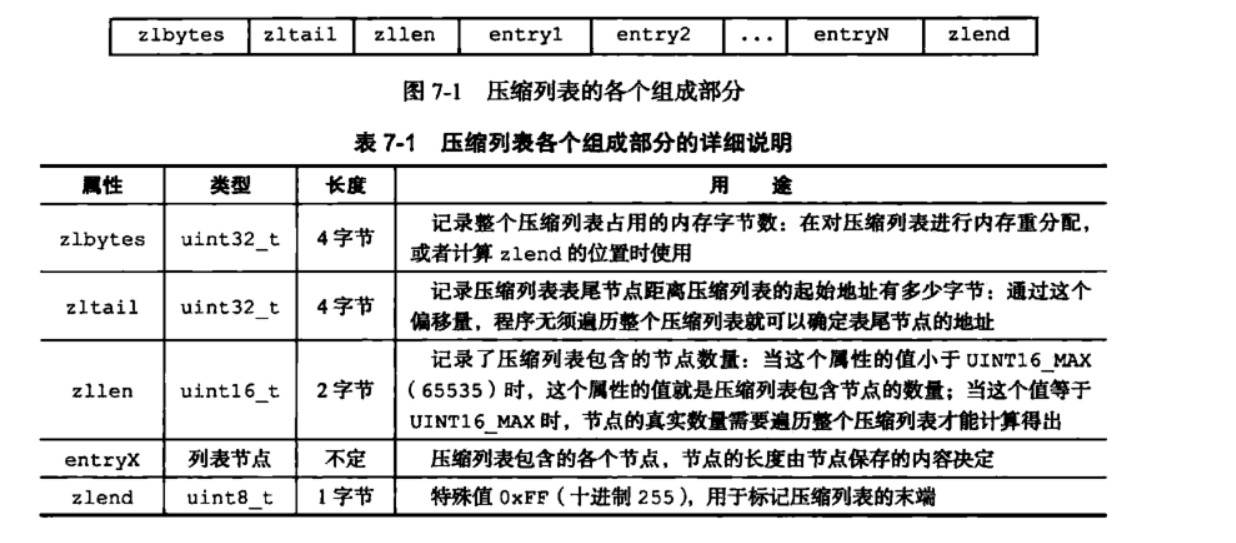 zlbytes zltail zllen entry1 entry2 ... entryN zlend
图 7-1 压缩列表的各个组成部分
表 7-1 压缩列表各个组成部分的详细说明
属性 类型 长度 用 途
zlbytes uint32_t 4 字节 记录整个压缩列表占用的内存字节数：在对压缩列表进行内存重分配，
或者计算 zlend 的位置时使用
zltail uint32_t 4 字节 记录压缩列表表尾节点距离压缩列表的起始地址有多少字节：通过这个
偏移量，程序无须遍历整个压缩列表就可以确定表尾节点的地址
zllen uint16_t 2 字节 记录了压缩列表包含的节点数量：当这个属性的值小于 UINT16_MAX
（65535）时，这个属性的值就是压缩列表包含节点的数量；当这个值等于
UINT16_MAX 时，节点的真实数量需要遍历整个压缩列表才能计算得出
entryX 列表节点 不定 压缩列表包含的各个节点，节点的长度由节点保存的内容决定
zlend uint8_t 1 字节 特殊值 0xFF（十进制 255），用于标记压缩列表的末端